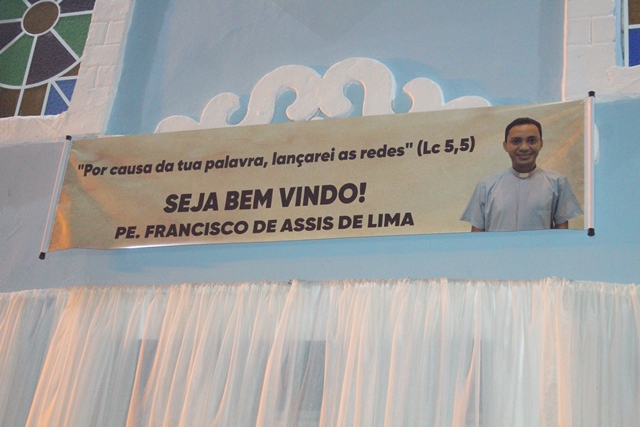 "Por causa da tua palavra, lançarei as redes" (Lc 5,5)
SEJA BEM VINDO!
PE. FRANCISCO DE ASSIS DE LIMA